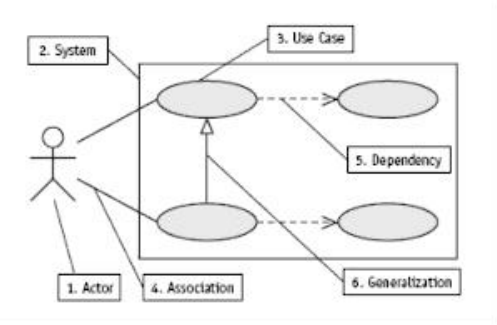 3. Use Case
2. System
5. Dependency
1. Actor
4. Association
6. Generalization